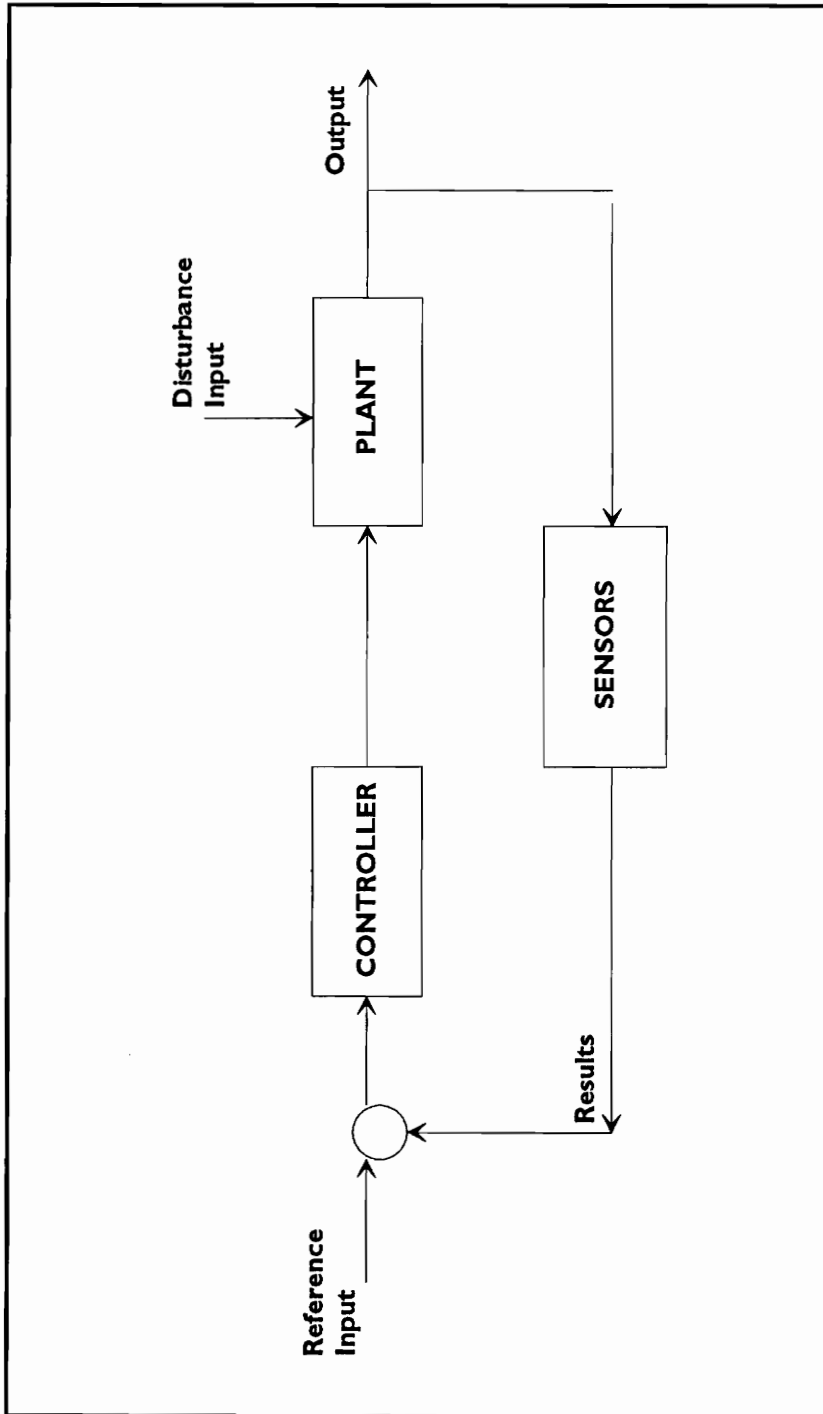 Disturbance
Input
Output
Reference
Input
CONTROLLER
PLANT
SENSORS
Results